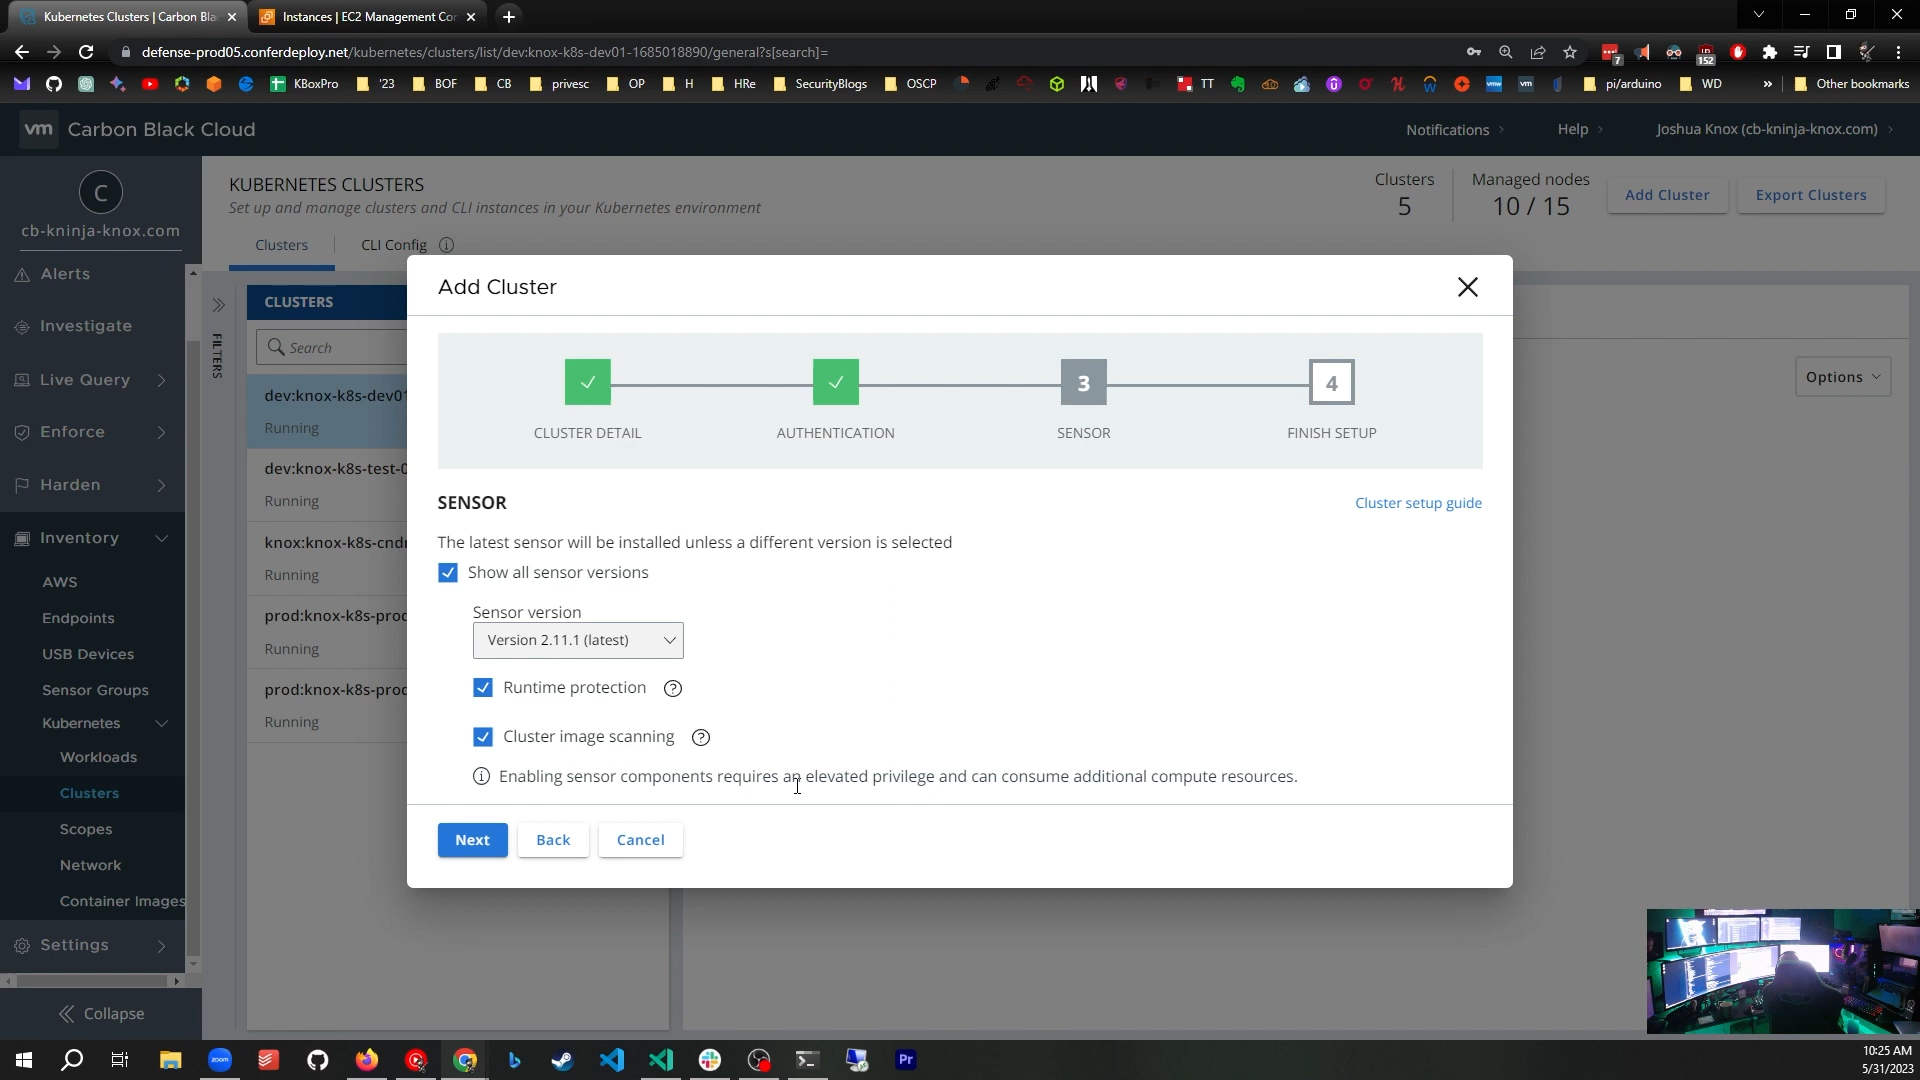 Kubernetes Clusters | Carbon Bla
Instances | EC2 Management Con
defense-prod05.conferdeploy.net/kubernetes/clusters/list/dev:knox-k8s-dev01-1685018890/general?s[search]=
7
152
KBoxPro
'23
BOF
CB
privesc
OP
H
HRe
SecurityBlogs
OSCP
TT
pi/arduino
WD
»
Other bookmarks
vm
Carbon Black Cloud
Notifications
Help
Joshua Knox (cb-kninja-knox.com)
C
cb-kninja-knox.com
Alerts
Investigate
Live Query
Enforce
Harden
Inventory
AWS
Endpoints
USB Devices
Sensor Groups
Kubernetes
Workloads
Clusters
Scopes
Network
Container Images
Settings
Collapse
KUBERNETES CLUSTERS
Set up and manage clusters and CLI instances in your Kubernetes environment
Clusters
5
Managed nodes
10 / 15
Add Cluster
Export Clusters
Clusters
CLI Config
FILTERS
CLUSTERS
Search
dev:knox-k8s-dev01
Running
dev:knox-k8s-test-0
Running
knox:knox-k8s-cndr
Running
prod:knox-k8s-prod
Running
prod:knox-k8s-prod
Running
Options
Add Cluster
3
4
CLUSTER DETAIL
AUTHENTICATION
SENSOR
FINISH SETUP
SENSOR
Cluster setup guide
The latest sensor will be installed unless a different version is selected
Show all sensor versions
Sensor version
Version 2.11.1 (latest)
Runtime protection
Cluster image scanning
Enabling sensor components requires an elevated privilege and can consume additional compute resources.
Next
Back
Cancel
zoom
Pr
10:25 AM
5/31/2023